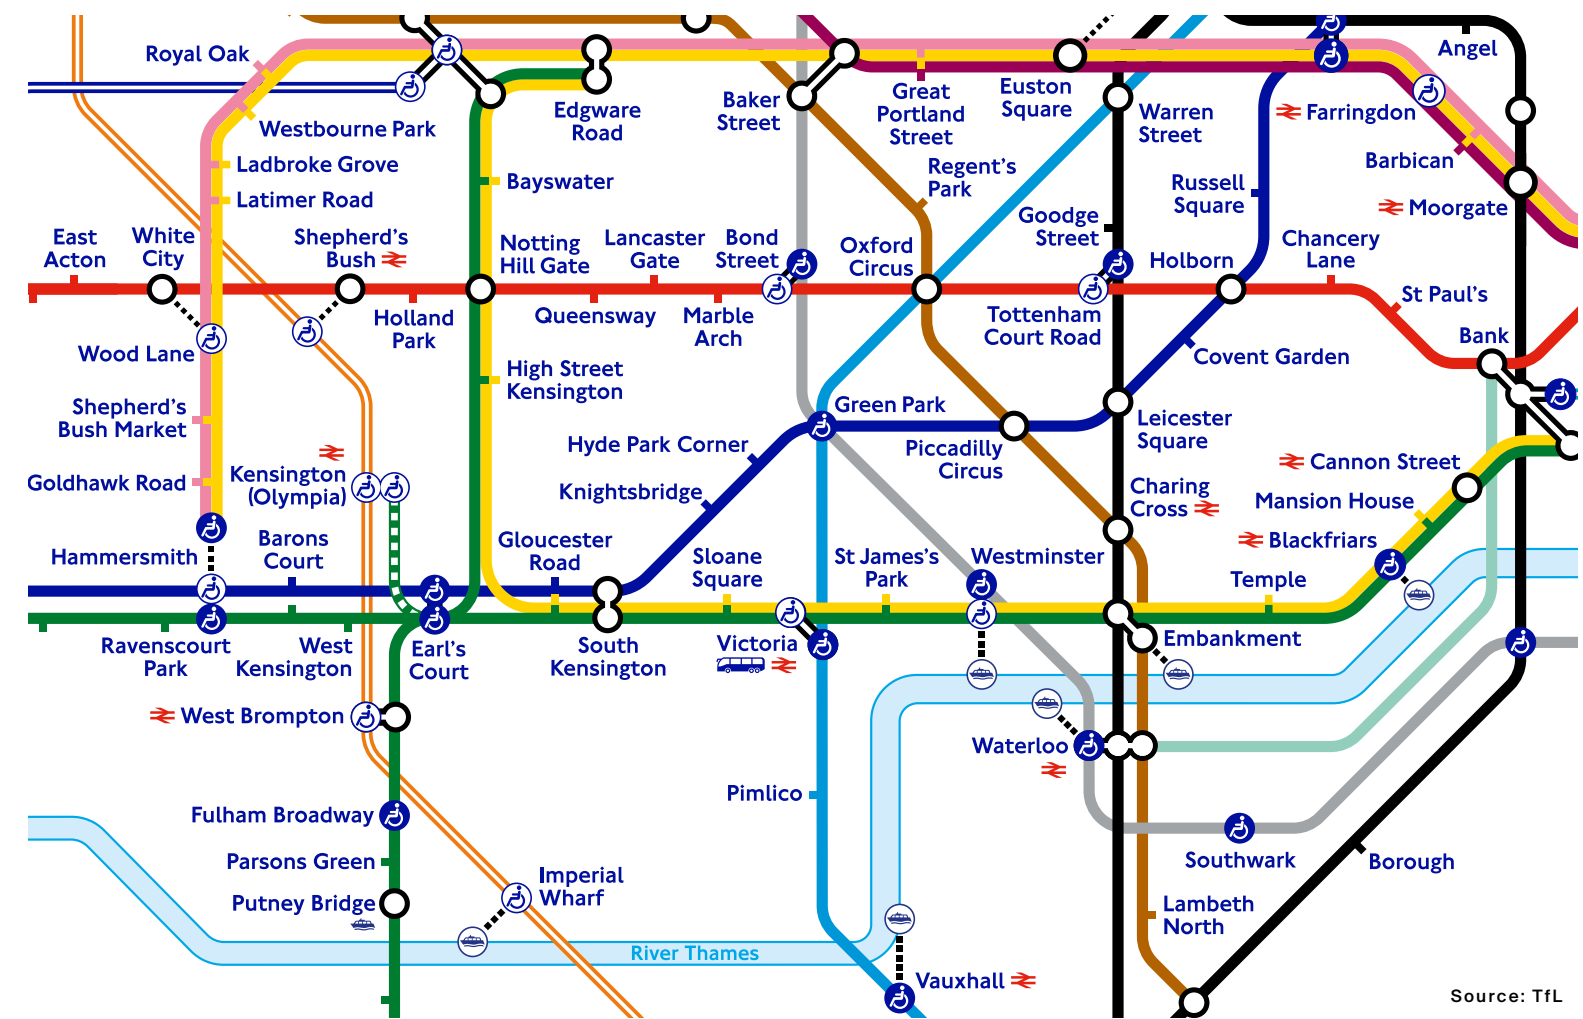 Royal Oak
Angel
Westbourne Park
Edgware
Road
Baker
Street
Great
Portland
Street
Euston
Square
Warren
Street
Farringdon
Barbican
Ladbroke Grove
Latimer Road
Bayswater
Regent's
Park
Russell
Square
Moorgate
Goodge
Street
East
Acton
White
City
Shepherd's
Bush
Notting
Hill Gate
Lancaster
Gate
Bond
Street
Oxford
Circus
Holborn
Chancery
Lane
St Paul's
Holland
Park
Queensway
Marble
Arch
Tottenham
Court Road
Bank
Wood Lane
Covent Garden
High Street
Kensington
Shepherd's
Bush Market
Green Park
Leicester
Square
Hyde Park Corner
Piccadilly
Circus
Cannon Street
Goldhawk Road
Kensington
(Olympia)
Knightsbridge
Charing
Cross
Mansion House
Blackfriars
Hammersmith
Barons
Court
Gloucester
Road
Sloane
Square
St James's
Park
Westminster
Temple
Ravenscourt
Park
West
Kensington
Earl's
Court
South
Kensington
Victoria
Embankment
West Brompton
Waterloo
Pimlico
Fulham Broadway
Parsons Green
Southwark
Borough
Putney Bridge
Imperial
Wharf
Lambeth
North
River Thames
Vauxhall
Source: TfL